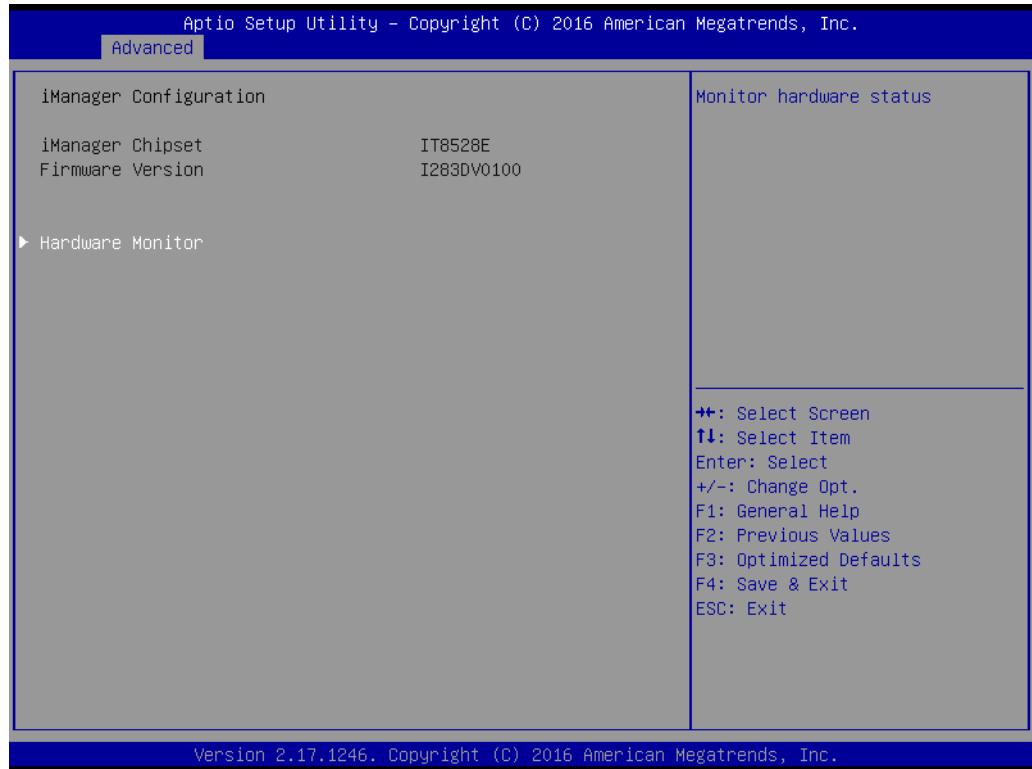 Aptio Setup Utility – Copyright (C) 2016 American Megatrends, Inc.
Advanced
iManager Configuration
iManager Chipset IT8528E
Firmware Version I283DV0100
▶ Hardware Monitor
Monitor hardware status
→←: Select Screen
↑↓: Select Item
Enter: Select
+/-: Change Opt.
F1: General Help
F2: Previous Values
F3: Optimized Defaults
F4: Save & Exit
ESC: Exit
Version 2.17.1246. Copyright (C) 2016 American Megatrends, Inc.